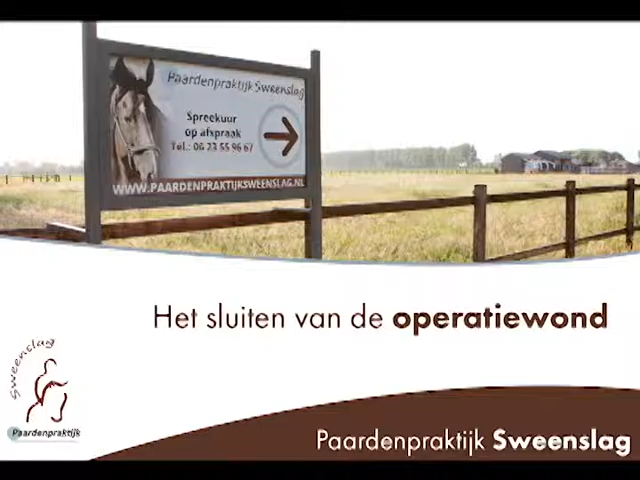 Paardenpraktijk Sweenslag
Spreekuur
op afspraak
Tel.: 06 23 55 96 67
WWW.PAARDENPRAKTIJKSWEENSLAG.NL
Het sluiten van de operatiewond
Sweenslag
Paardenpraktijk
Paardenpraktijk Sweenslag